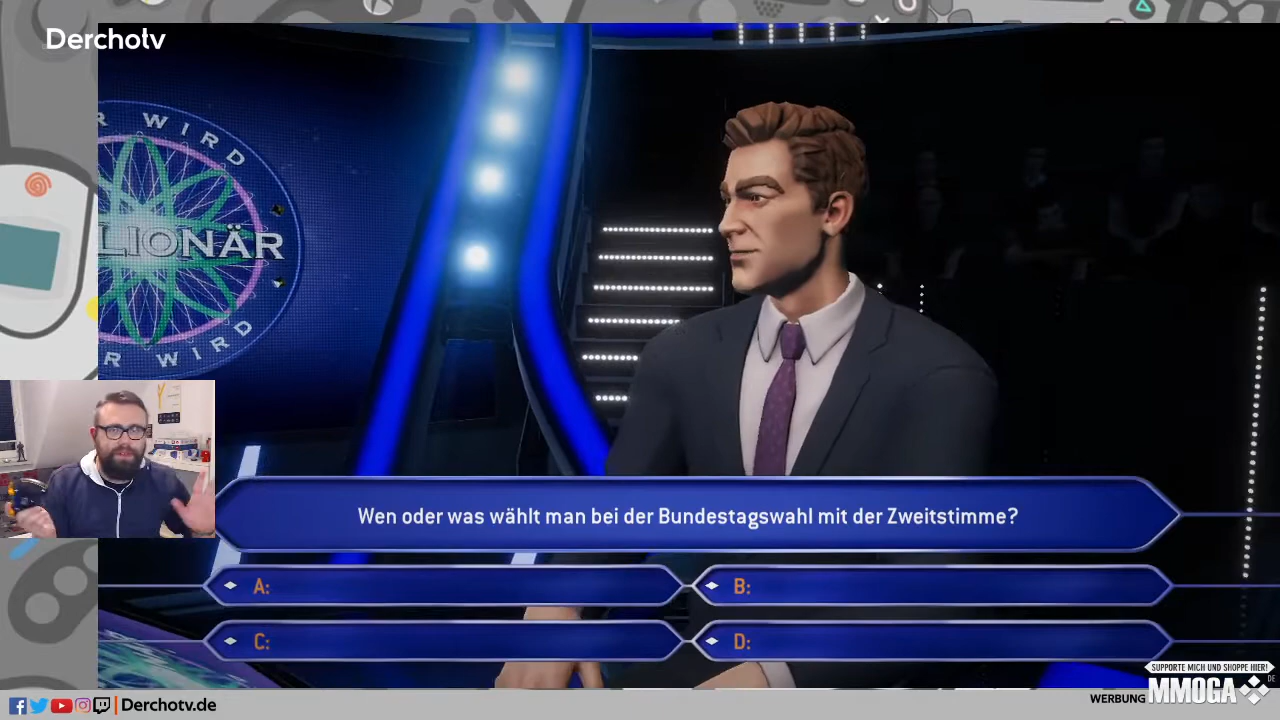 Derchotv
R WIRD
LIONÄR
R WIRD
Wen oder was wählt man bei der Bundestagswahl mit der Zweitstimme?
A:
B:
C:
D:
SUPPORTE MICH UND SHOPPE HIER!
WERBUNG MMOGA DE
Derchotv.de